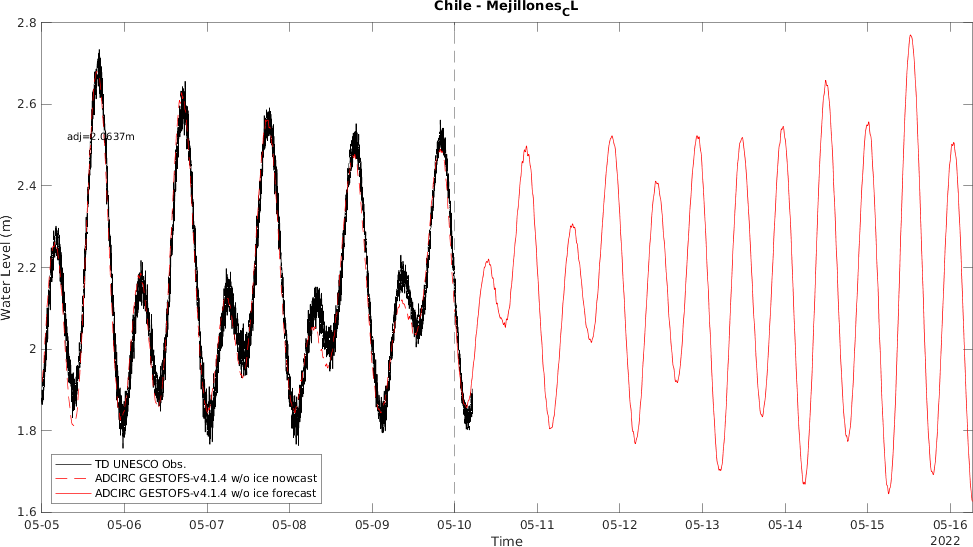 Chile - Mejillones_CL
2.8
2.6
2.4
2.2
2
1.8
1.6
Water Level (m)
adj=2.0637m
TD UNESCO Obs.
ADCIRC GESTOFS-v4.1.4 w/o ice nowcast
ADCIRC GESTOFS-v4.1.4 w/o ice forecast
05-05 05-06 05-07 05-08 05-09 05-10 05-11 05-12 05-13 05-14 05-15 05-16
Time
2022